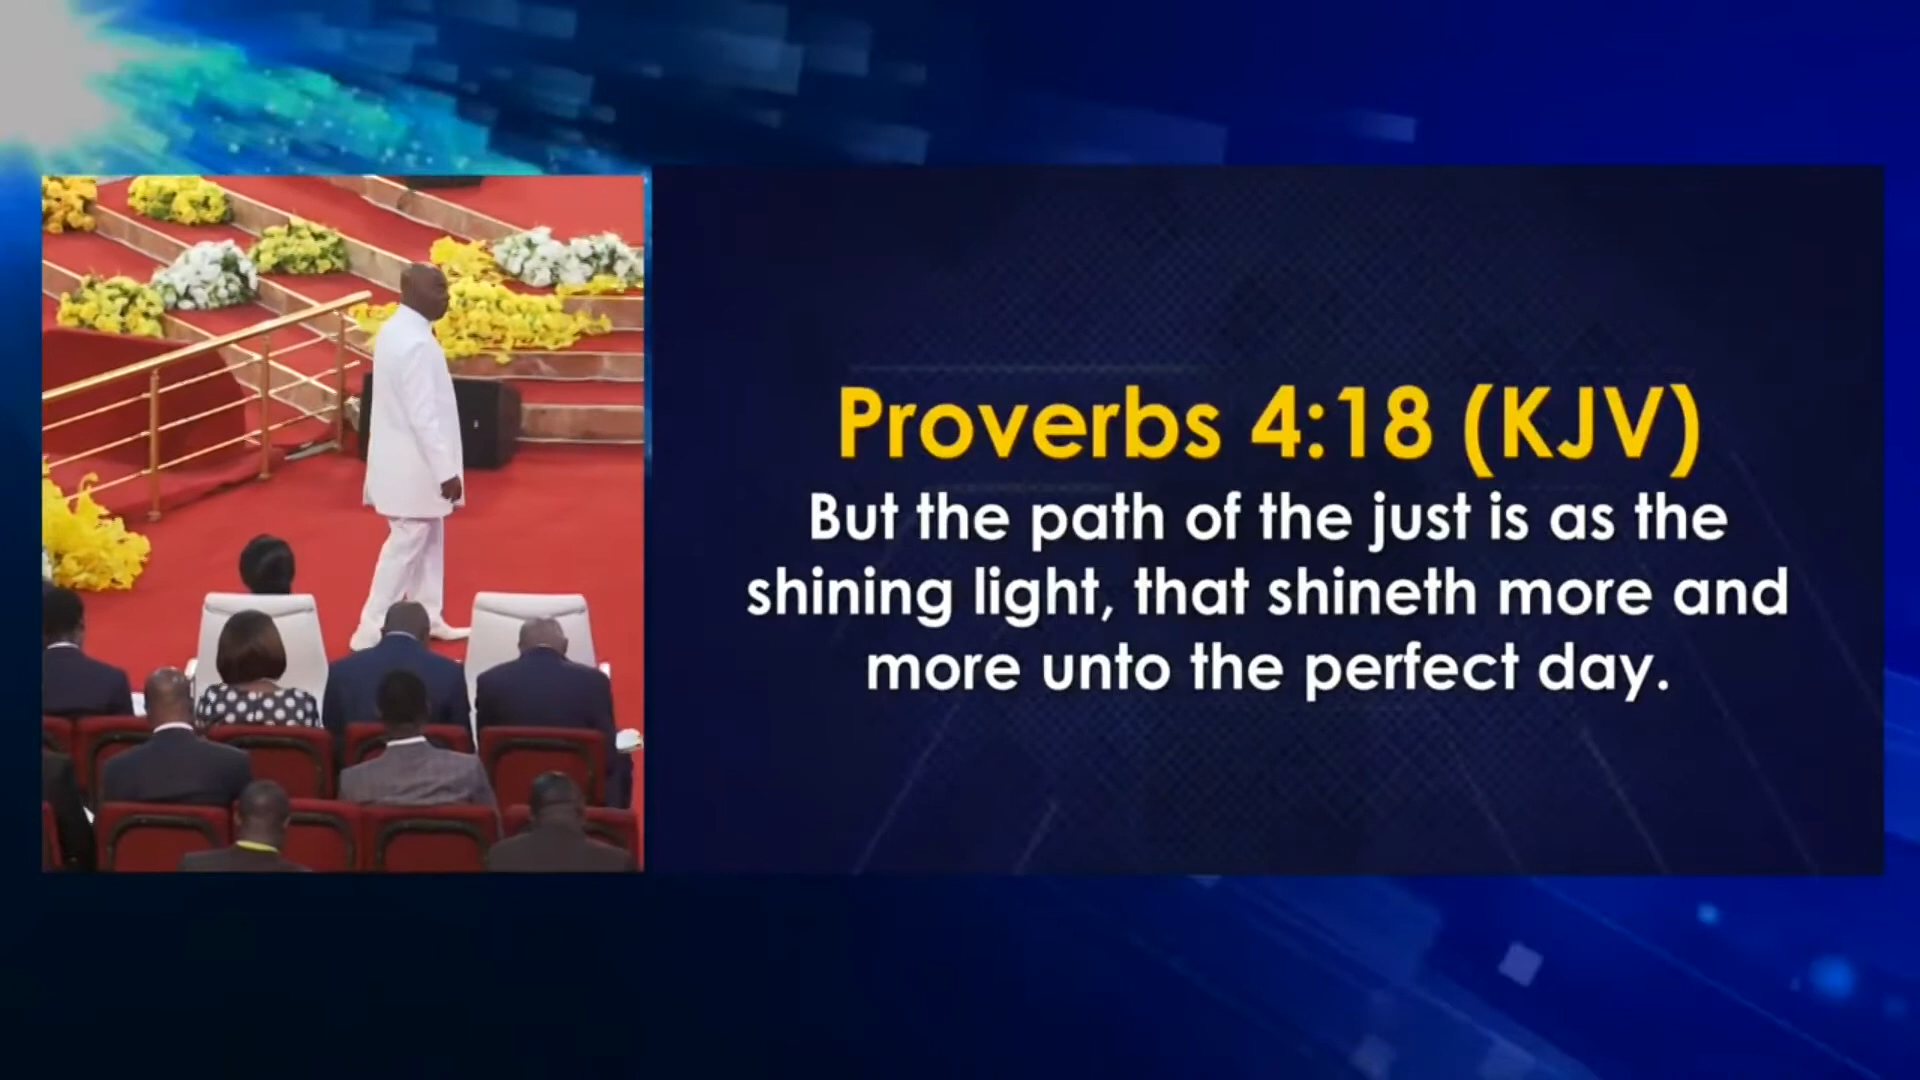 Proverbs 4:18 (KJV)
But the path of the just is as the
shining light, that shineth more and
more unto the perfect day.